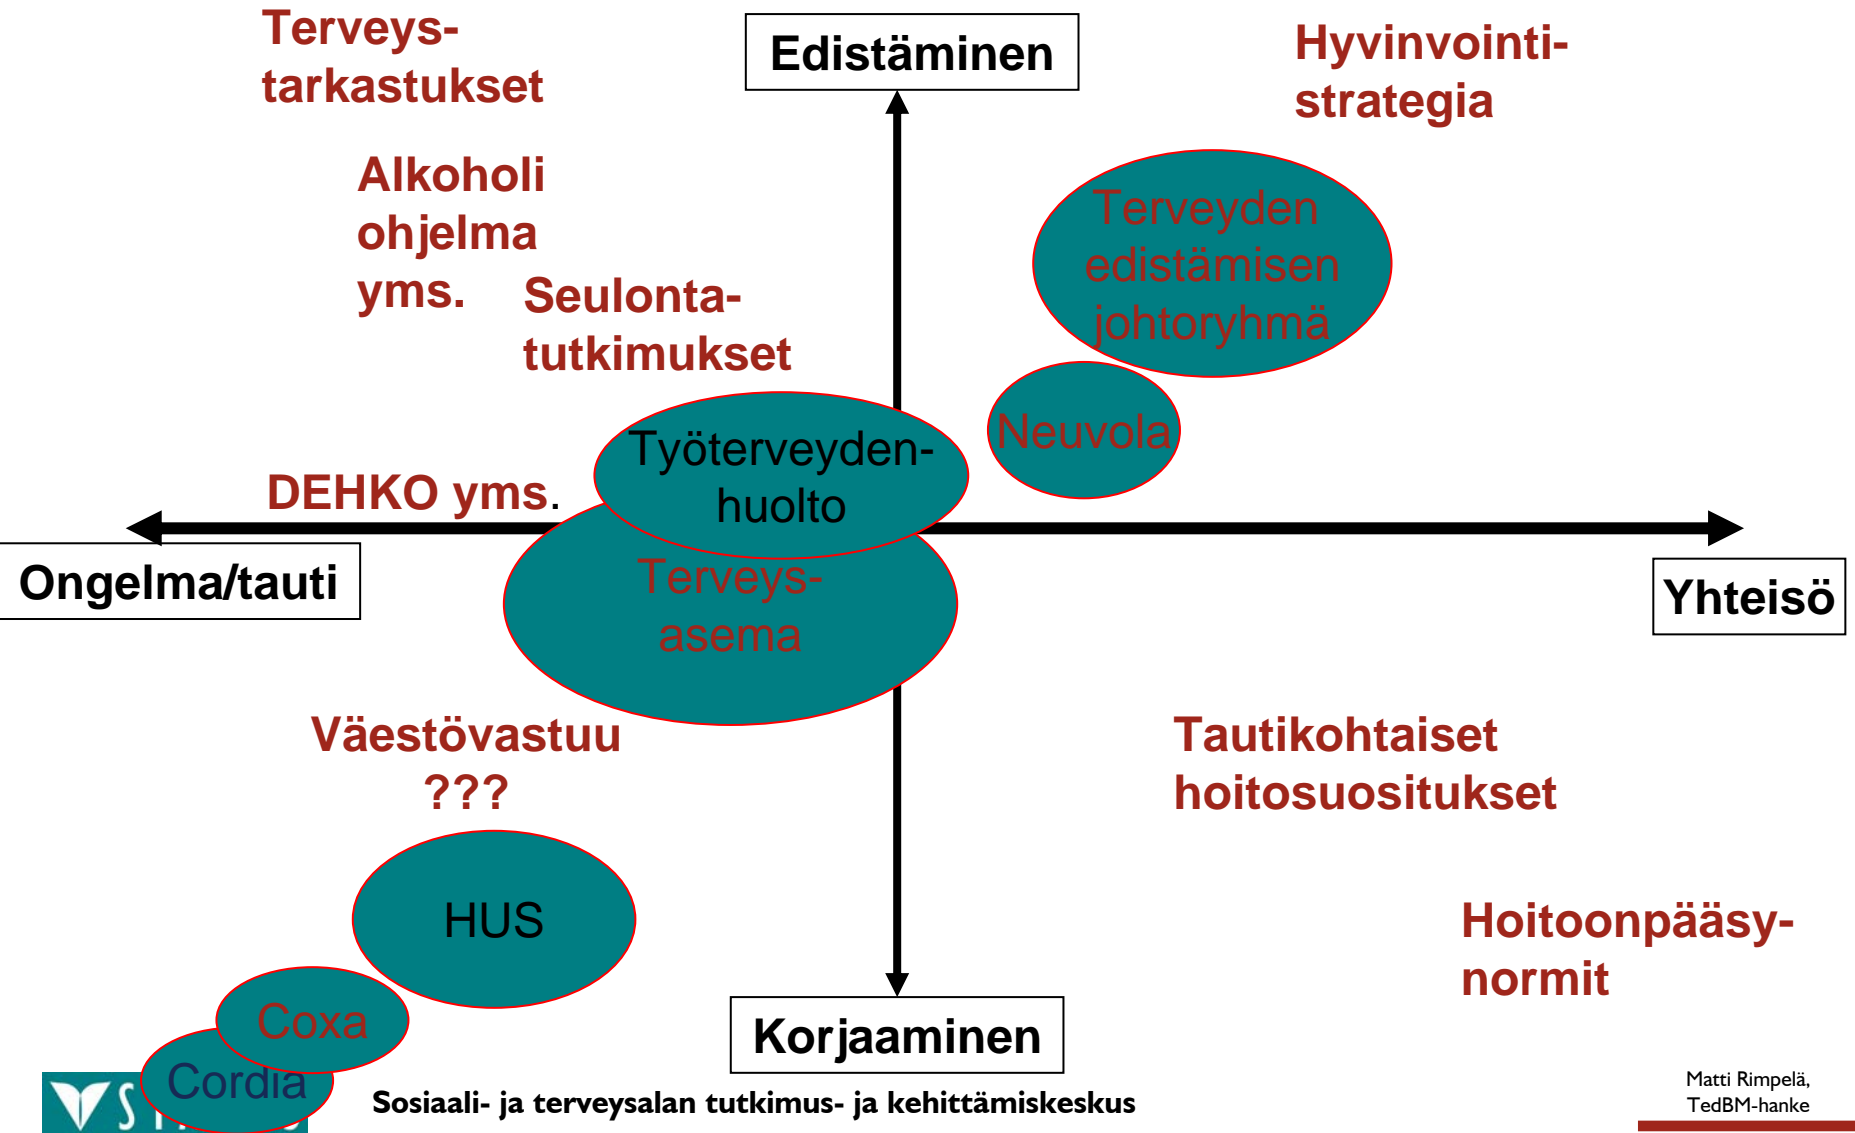 Terveys-
tarkastukset
Edistäminen
Hyvinvointi-
strategia
Alkoholi
ohjelma
yms.
Terveyden
edistämisen
johtoryhmä
Seulonta-
tutkimukset
Neuvola
Työterveyden-
huolto
DEHKO yms.
Ongelma/tauti
Yhteisö
Terveys-
asema
Väestövastuu
???
Tautikohtaiset
hoitosuositukset
HUS
Hoitoonpääsy-
normit
Coxa
Korjaaminen
Cordia
Sosiaali- ja terveysalan tutkimus- ja kehittämiskeskus
Matti Rimpelä,
TedBM-hanke